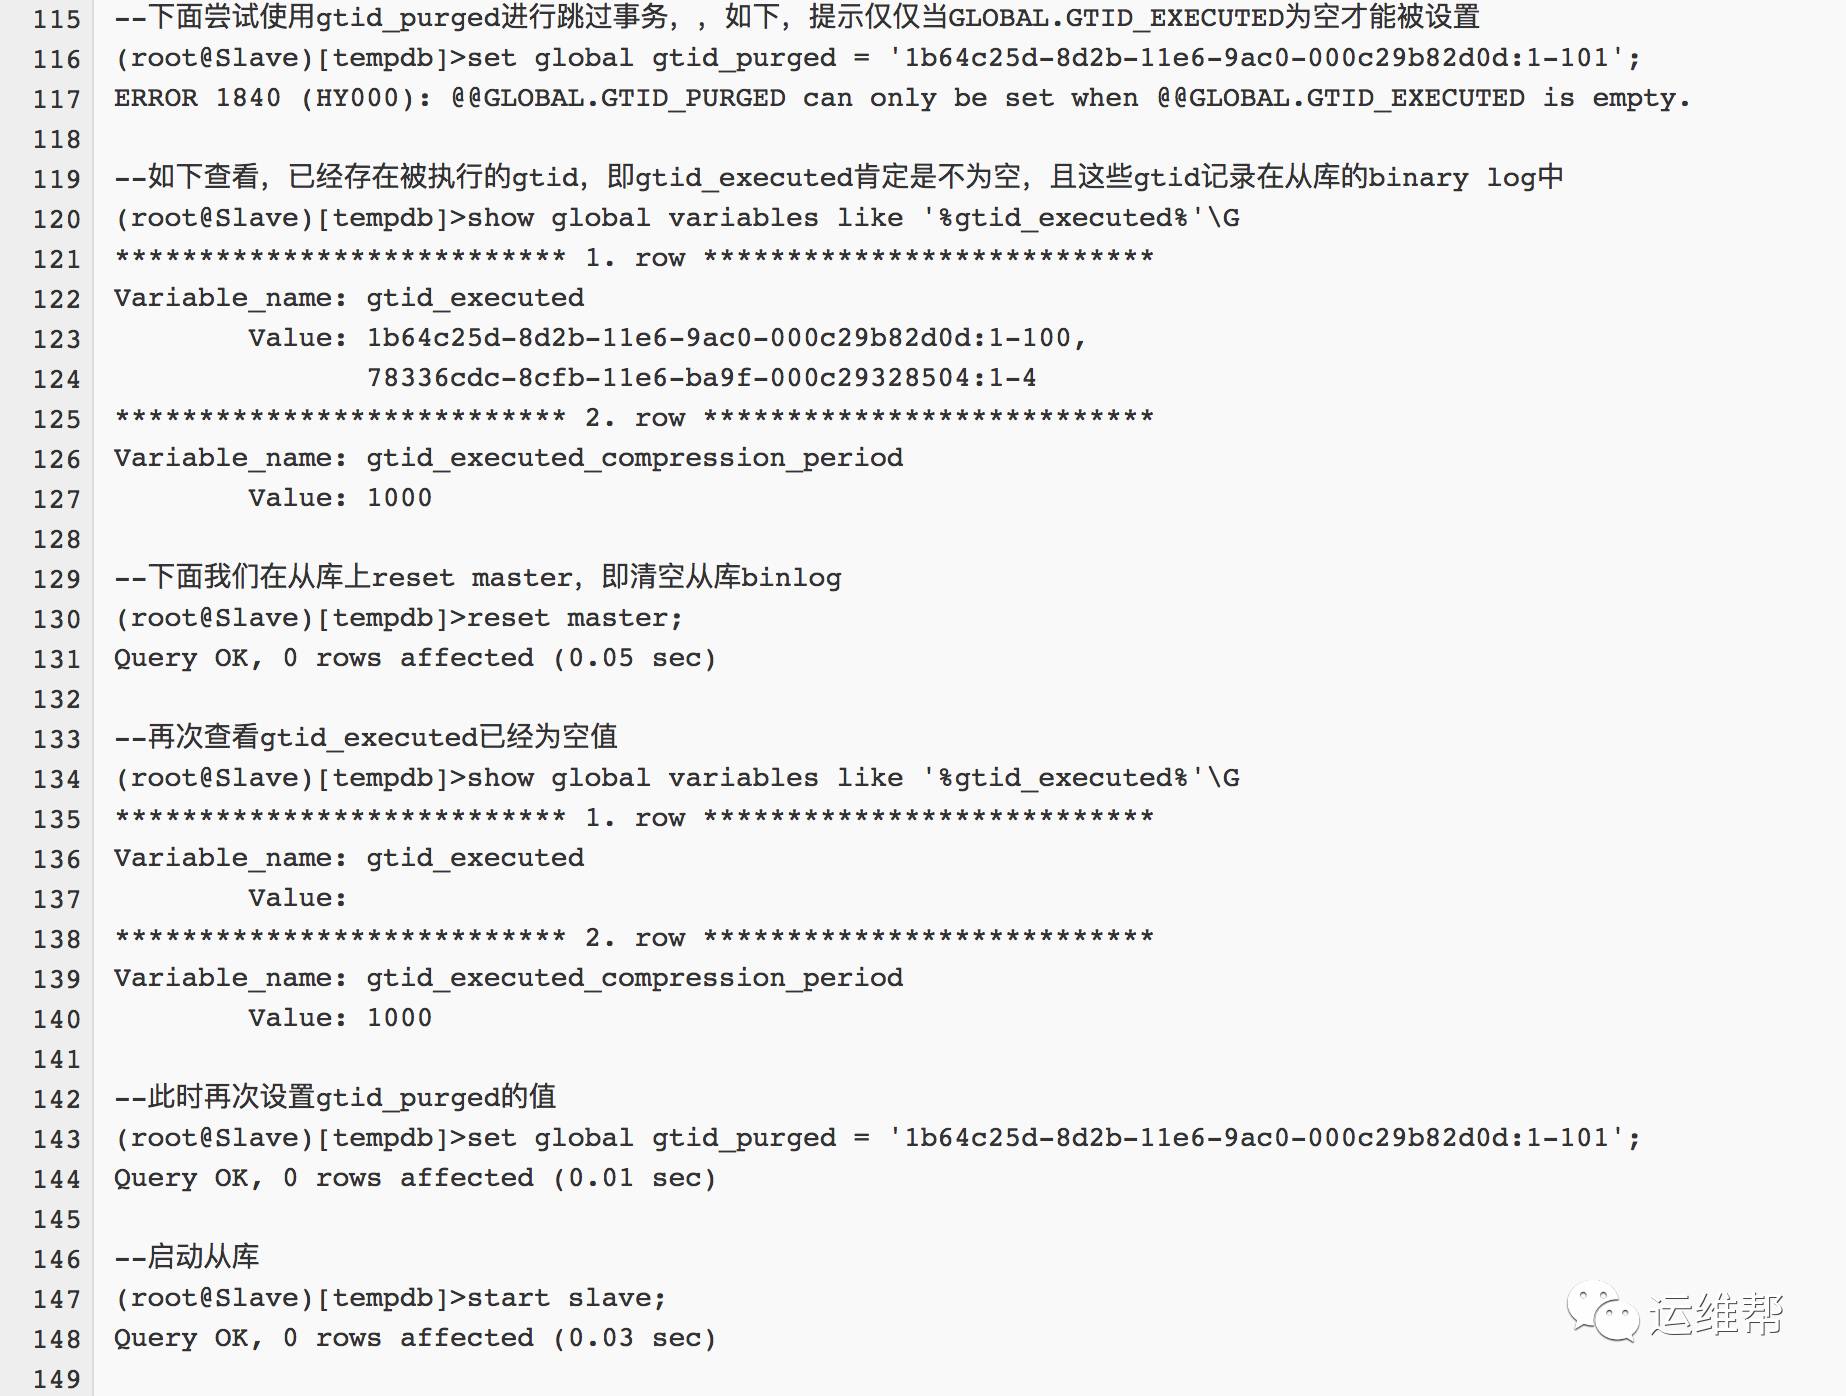 115 --下面尝试使用gtid_purged进行跳过事务，，如下，提示仅仅当GLOBAL.GTID_EXECUTED为空才能被设置
116 (root@Slave)[tempdb]>set global gtid_purged = '1b64c25d-8d2b-11e6-9ac0-000c29b82d0d:1-101';
117 ERROR 1840 (HY000): @@GLOBAL.GTID_PURGED can only be set when @@GLOBAL.GTID_EXECUTED is empty.
118
119 --如下查看，已经存在被执行的gtid，即gtid_executed肯定是不为空，且这些gtid记录在从库的binary log中
120 (root@Slave)[tempdb]>show global variables like '%gtid_executed%'\G
121 *************************** 1. row ***************************
122 Variable_name: gtid_executed
123         Value: 1b64c25d-8d2b-11e6-9ac0-000c29b82d0d:1-100,
124                78336cdc-8cfb-11e6-ba9f-000c29328504:1-4
125 *************************** 2. row ***************************
126 Variable_name: gtid_executed_compression_period
127         Value: 1000
128
129 --下面我们在从库上reset master，即清空从库binlog
130 (root@Slave)[tempdb]>reset master;
131 Query OK, 0 rows affected (0.05 sec)
132
133 --再次查看gtid_executed已经为空值
134 (root@Slave)[tempdb]>show global variables like '%gtid_executed%'\G
135 *************************** 1. row ***************************
136 Variable_name: gtid_executed
137         Value:
138 *************************** 2. row ***************************
139 Variable_name: gtid_executed_compression_period
140         Value: 1000
141
142 --此时再次设置gtid_purged的值
143 (root@Slave)[tempdb]>set global gtid_purged = '1b64c25d-8d2b-11e6-9ac0-000c29b82d0d:1-101';
144 Query OK, 0 rows affected (0.01 sec)
145
146 --启动从库
147 (root@Slave)[tempdb]>start slave;
148 Query OK, 0 rows affected (0.03 sec)
149
运维帮